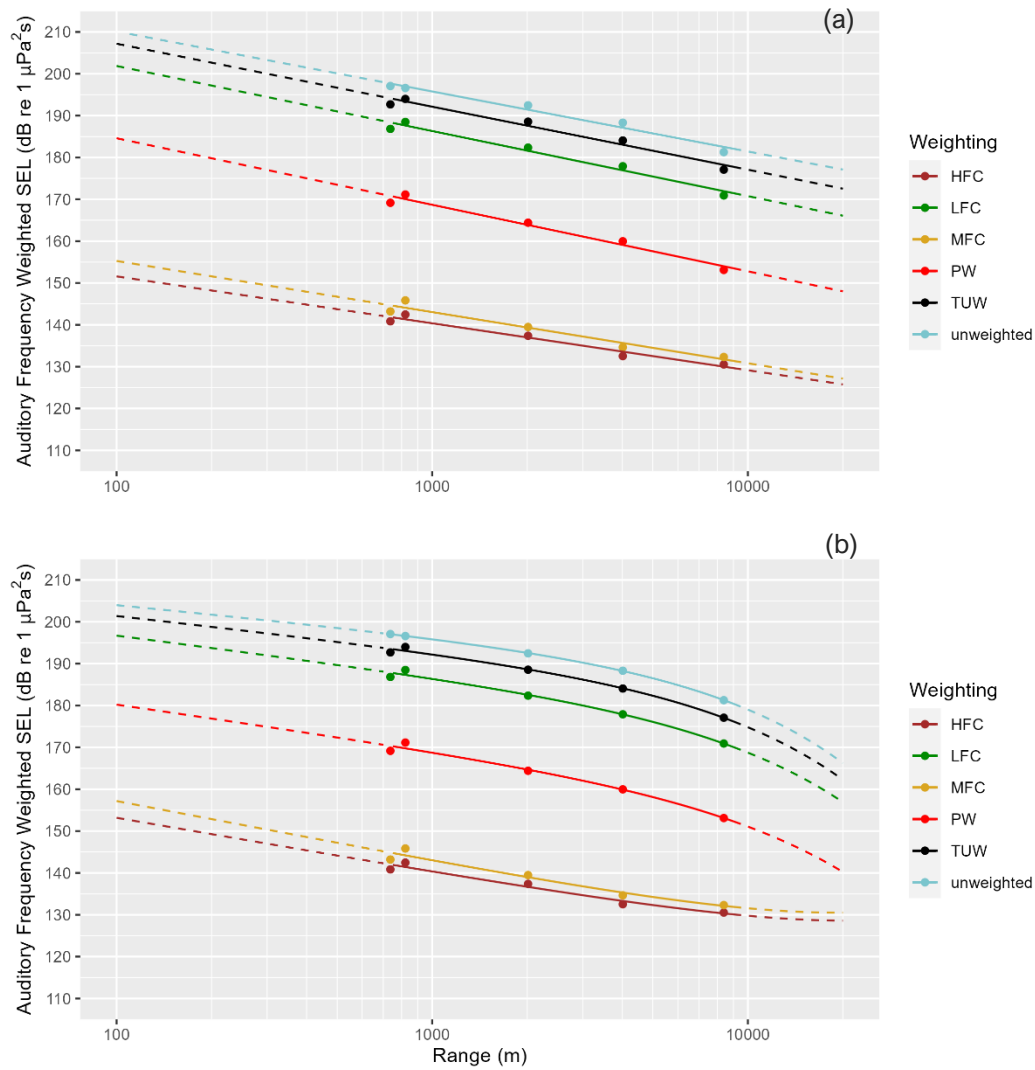 (a)
Auditory Frequency Weighted SEL (dB re 1 µPa²s)
210
200
190
180
170
160
150
140
130
120
110
100
1000
10000
Weighting
HFC
LFC
MFC
PW
TUW
unweighted
(b)
Auditory Frequency Weighted SEL (dB re 1 µPa²s)
210
200
190
180
170
160
150
140
130
120
110
100
1000
10000
Range (m)
Weighting
HFC
LFC
MFC
PW
TUW
unweighted